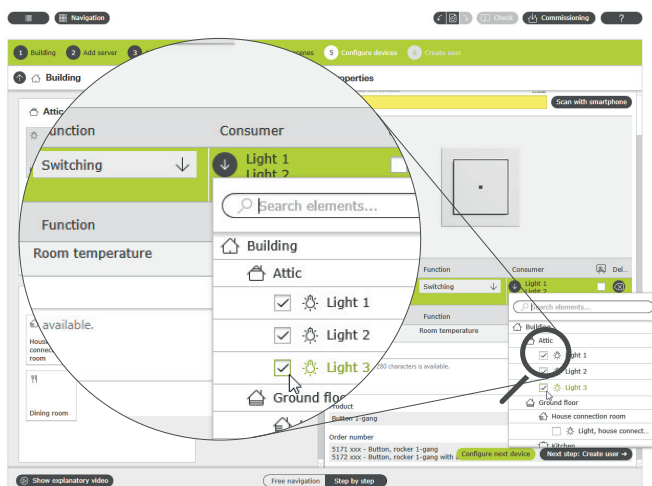 Navigation
Check
Commissioning
?
1 Building
2 Add server
3
scenes
5 Configure devices
6 Create user
Building
Properties
Attic
Scan with smartphone
Function
Consumer
Switching
Light 1
Light 2
Search elements...
Function
Room temperature
Building
Attic
Light 1
Light 2
Light 3
Ground floor
available.
room
Dining room
Function
Consumer
Del...
Switching
Light 1
Light 2
Function
Room temperature
Search elements...
Building
Attic
Light 1
Light 2
Light 3
Ground floor
House connection room
Light, house connect...
Kitchen
280 characters is available.
Product
Button 1-gang
Order number
5171 xxx - Button, rocker 1-gang
5172 xxx - Button, rocker 1-gang with
Configure next device
Next step: Create user
Show explanatory video
Free navigation
Step by step